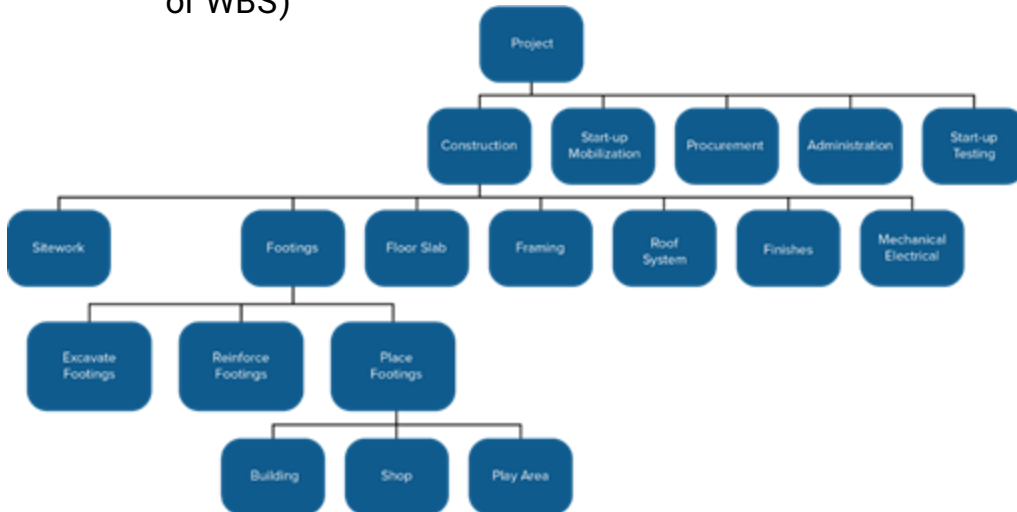 of WBS)
Project
Construction
Start-up
Mobilization
Procurement
Administration
Start-up
Testing
Sitework
Footings
Floor Slab
Framing
Roof
System
Finishes
Mechanical
Electrical
Excavate
Footings
Reinforce
Footings
Place
Footings
Building
Shop
Play Area